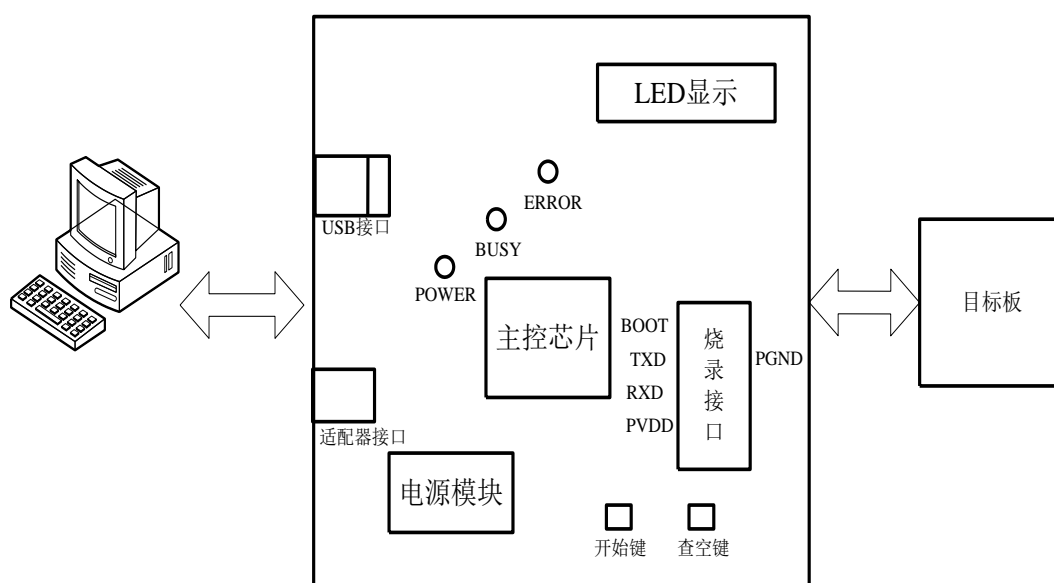 LED显示
ERROR
USB接口
BUSY
POWER
主控芯片
BOOT
TXD
RXD
PVDD
烧录接口
PGND
目标板
适配器接口
电源模块
开始键
查空键